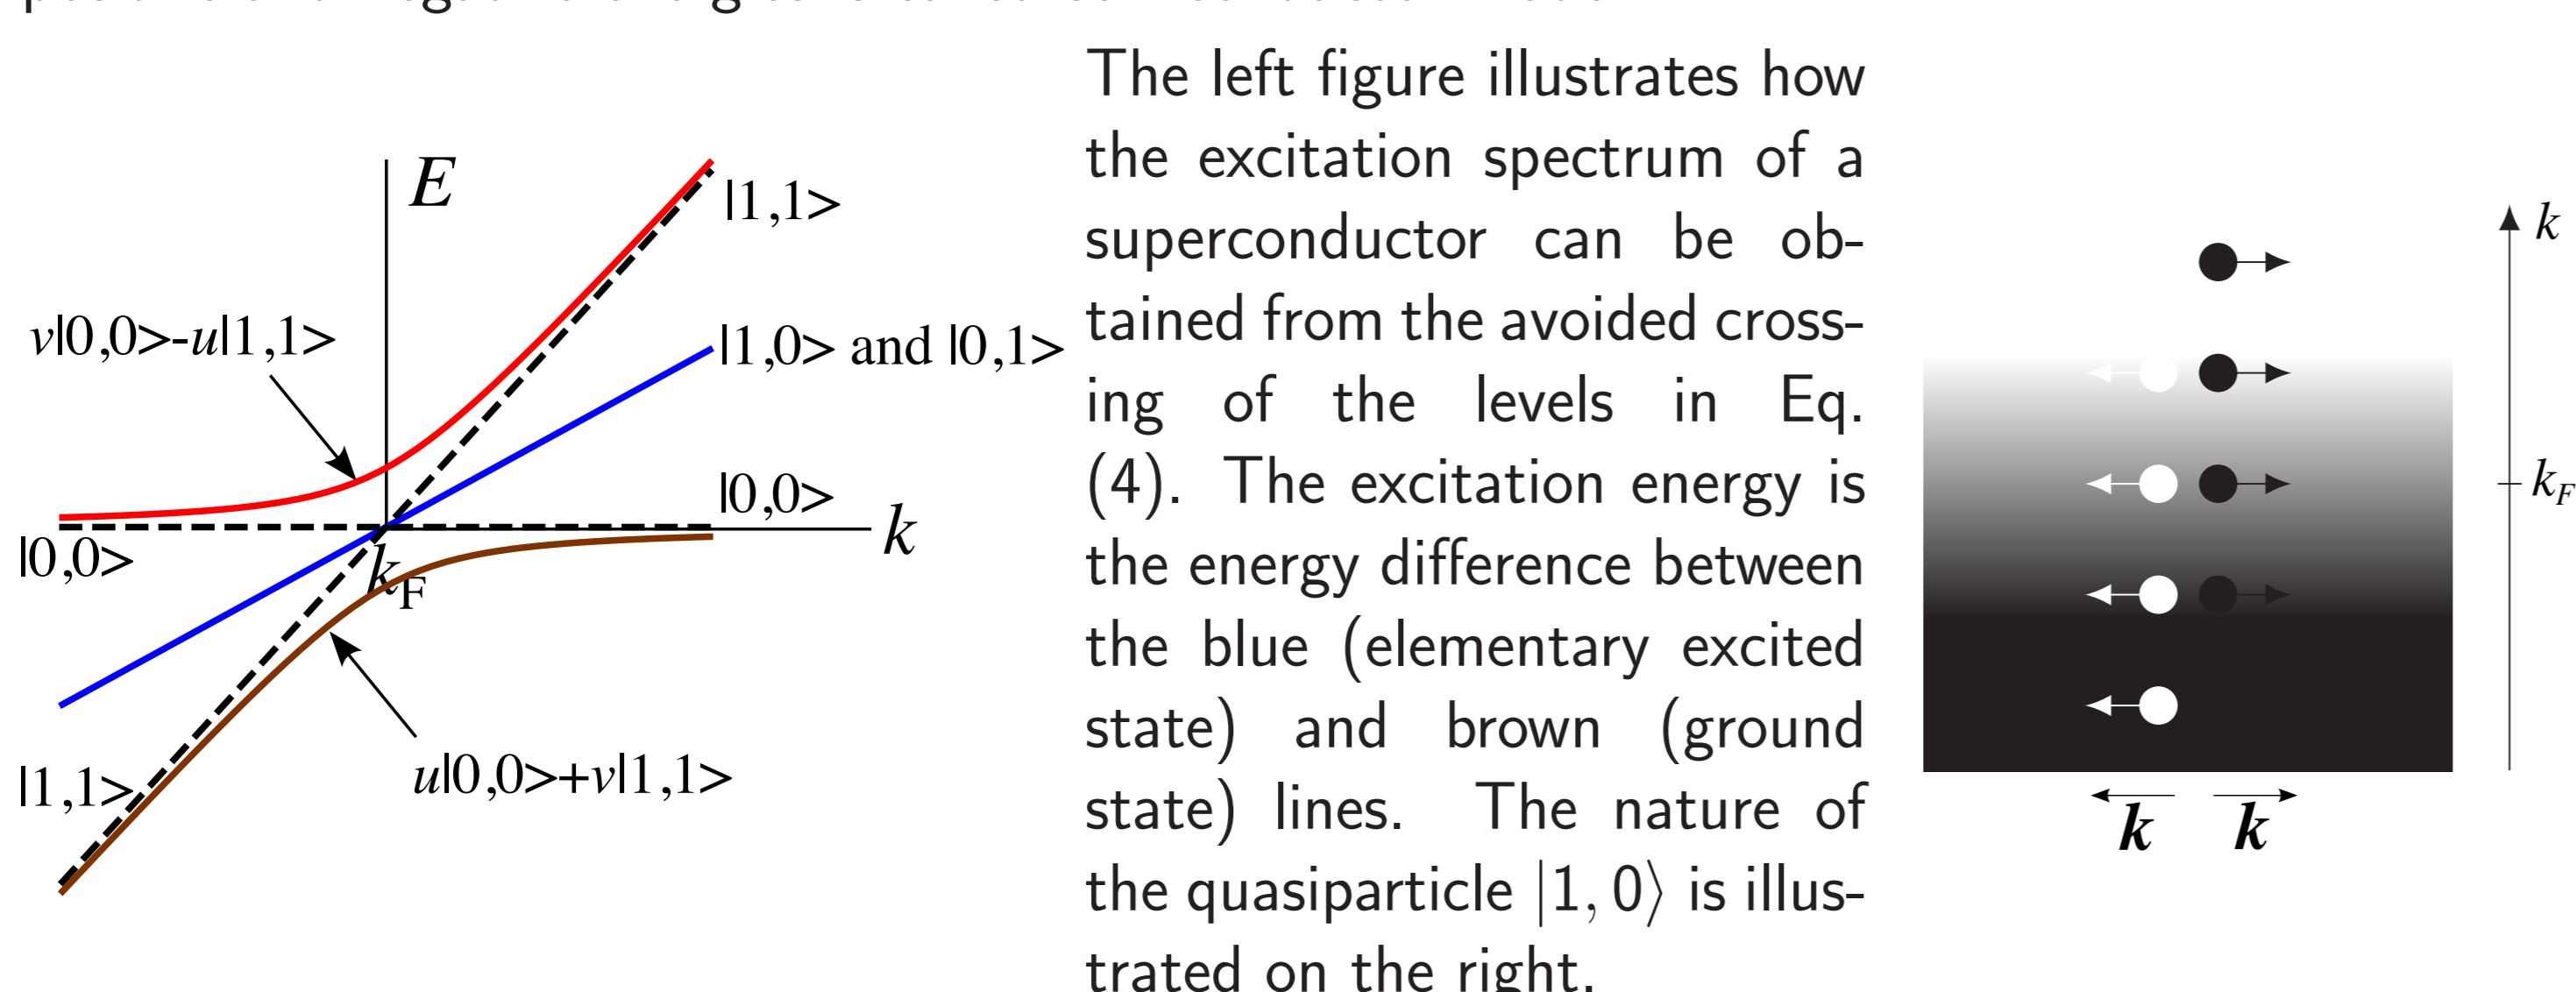 E
|1,1>
v|0,0>-u|1,1>
|1,0> and |0,1>
|0,0>
k
|0,0>
kF
|1,1>
u|0,0>+v|1,1>
The left figure illustrates how
the excitation spectrum of a
superconductor can be ob-
tained from the avoided cross-
ing of the levels in Eq.
(4). The excitation energy is
the energy difference between
the blue (elementary excited
state) and brown (ground
state) lines. The nature of
the quasiparticle |1, 0⟩ is illus-
trated on the right.
k
kF
k k